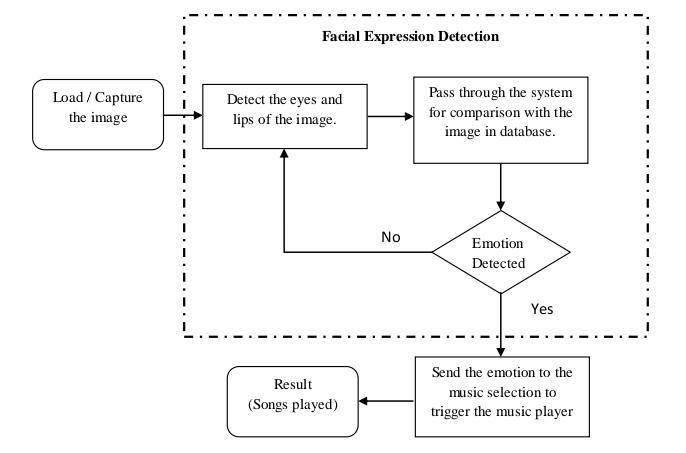 Facial Expression Detection
Load / Capture
the image
Detect the eyes and
lips of the image.
Pass through the system
for comparison with the
image in database.
Emotion
Detected
No
Yes
Send the emotion to the
music selection to
trigger the music player
Result
(Songs played)